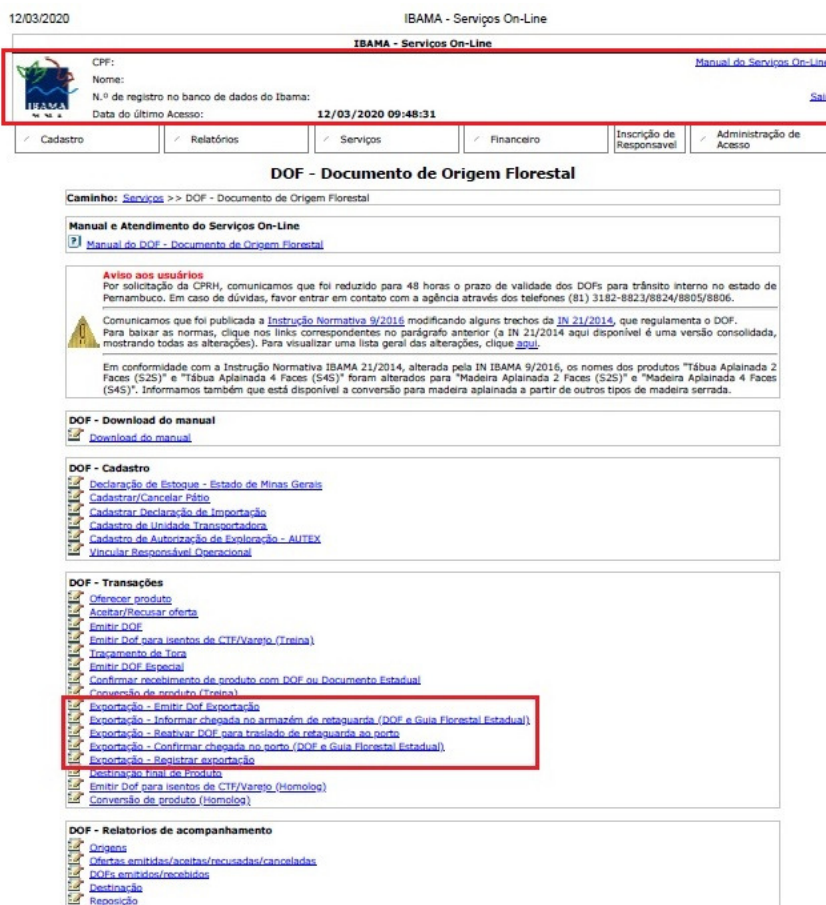 12/03/2020
IBAMA - Serviços On-Line
IBAMA - Serviços On-Line
CPF:
Manual do Serviços On-Line
Nome:
N.º de registro no banco de dados do Ibama:
Data do último Acesso:
12/03/2020 09:48:31
IBAMA
M M A
Cadastro
Relatórios
Serviços
Financeiro
Inscrição de
Responsavel
Administração de
Acesso
DOF - Documento de Origem Florestal
Caminho: Serviços >> DOF - Documento de Origem Florestal
Manual e Atendimento do Serviços On-Line
Manual do DOF - Documento de Origem Florestal
Aviso aos usuários
Por solicitação da CPRH, comunicamos que foi reduzido para 48 horas o prazo de validade dos DOFs para trânsito interno no estado de
Pernambuco. Em caso de dúvidas, favor entrar em contato com a agência através dos telefones (81) 3182-8823/8824/8805/8806.
Comunicamos que foi publicada a Instrução Normativa 9/2016 modificando alguns trechos da IN 21/2014, que regulamenta o DOF.
Para baixar as normas, clique nos links correspondentes no parágrafo anterior (a IN 21/2014 aqui disponível é uma versão consolidada,
mostrando todas as alterações). Para visualizar uma lista geral das alterações, clique aqui.
Em conformidade com a Instrução Normativa IBAMA 21/2014, alterada pela IN IBAMA 9/2016, os nomes dos produtos "Tábua Aplainada 2
Faces (S2S)" e "Tábua Aplainada 4 Faces (S4S)" foram alterados para "Madeira Aplainada 2 Faces (S2S)" e "Madeira Aplainada 4 Faces
(S4S)". Informamos também que está disponível a conversão para madeira aplainada a partir de outros tipos de madeira serrada.
DOF - Download do manual
Download do manual
DOF - Cadastro
Declaração de Estoque - Estado de Minas Gerais
Cadastrar/Cancelar Pátio
Cadastrar Declaração de Importação
Cadastro de Unidade Transportadora
Cadastro de Autorização de Exploração - AUTEX
Vincular Responsável Operacional
DOF - Transações
Oferecer produto
Aceitar/Recusar oferta
Emitir DOF
Emitir Dof para isentos de CTF/Varejo (Treina)
Traçamento de Tora
Emitir DOF Especial
Confirmar recebimento de produto com DOF ou Documento Estadual
Conversão de produto (Treina)
Exportação - Emitir Dof Exportação
Exportação - Informar chegada no armazém de retaguarda (DOF e Guia Florestal Estadual)
Exportação - Reativar DOF para traslado de retaguarda ao porto
Exportação - Confirmar chegada no porto (DOF e Guia Florestal Estadual)
Exportação - Registrar exportação
Destinação final de Produto
Emitir Dof para isentos de CTF/Varejo (Homolog)
Conversão de produto (Homolog)
DOF - Relatorios de acompanhamento
Origens
Ofertas emitidas/aceitas/recusadas/canceladas
DOFs emitidos/recebidos
Destinação
Reposição